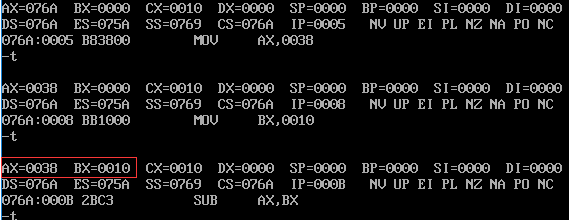 AX=076A BX=0000 CX=0010 DX=0000 SP=0000 BP=0000 SI=0000 DI=0000
DS=076A ES=075A SS=0769 CS=076A IP=0005 NV UP EI PL NZ NA PO NC
076A:0005 B83800 MOV AX,0038
-t
AX=0038 BX=0000 CX=0010 DX=0000 SP=0000 BP=0000 SI=0000 DI=0000
DS=076A ES=075A SS=0769 CS=076A IP=0008 NV UP EI PL NZ NA PO NC
076A:0008 BB1000 MOV BX,0010
-t
AX=0038 BX=0010 CX=0010 DX=0000 SP=0000 BP=0000 SI=0000 DI=0000
DS=076A ES=075A SS=0769 CS=076A IP=000B NV UP EI PL NZ NA PO NC
076A:000B 2BC3 SUB AX,BX
-t